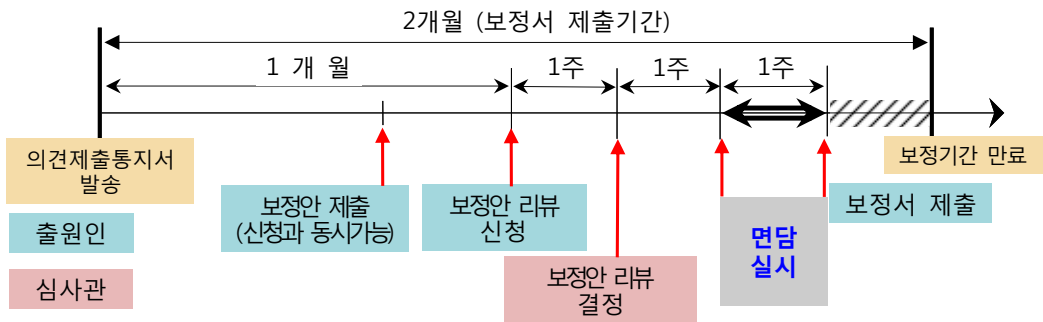 2개월 (보정서 제출기간)
1 개 월
1주
1주
1주
의견제출통지서
발송
보정기간 만료
보정안 제출
(신청과 동시가능)
보정안 리뷰
신청
보정서 제출
출원인
면담
실시
심사관
보정안 리뷰
결정